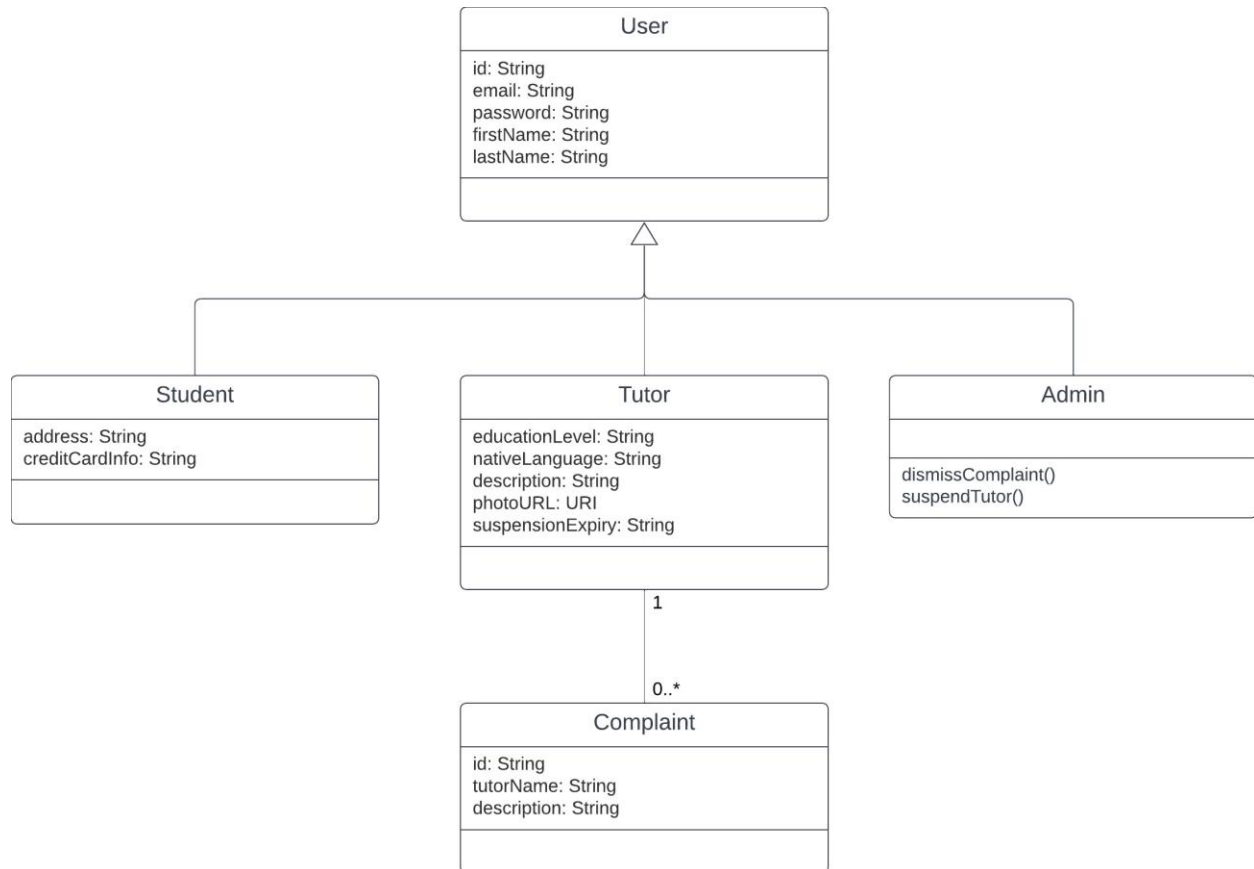 User
id: String
email: String
password: String
firstName: String
lastName: String
Student
address: String
creditCardInfo: String
Tutor
educationLevel: String
nativeLanguage: String
description: String
photoURL: URI
suspensionExpiry: String
Admin
dismissComplaint()
suspendTutor()
1
0..*
Complaint
id: String
tutorName: String
description: String